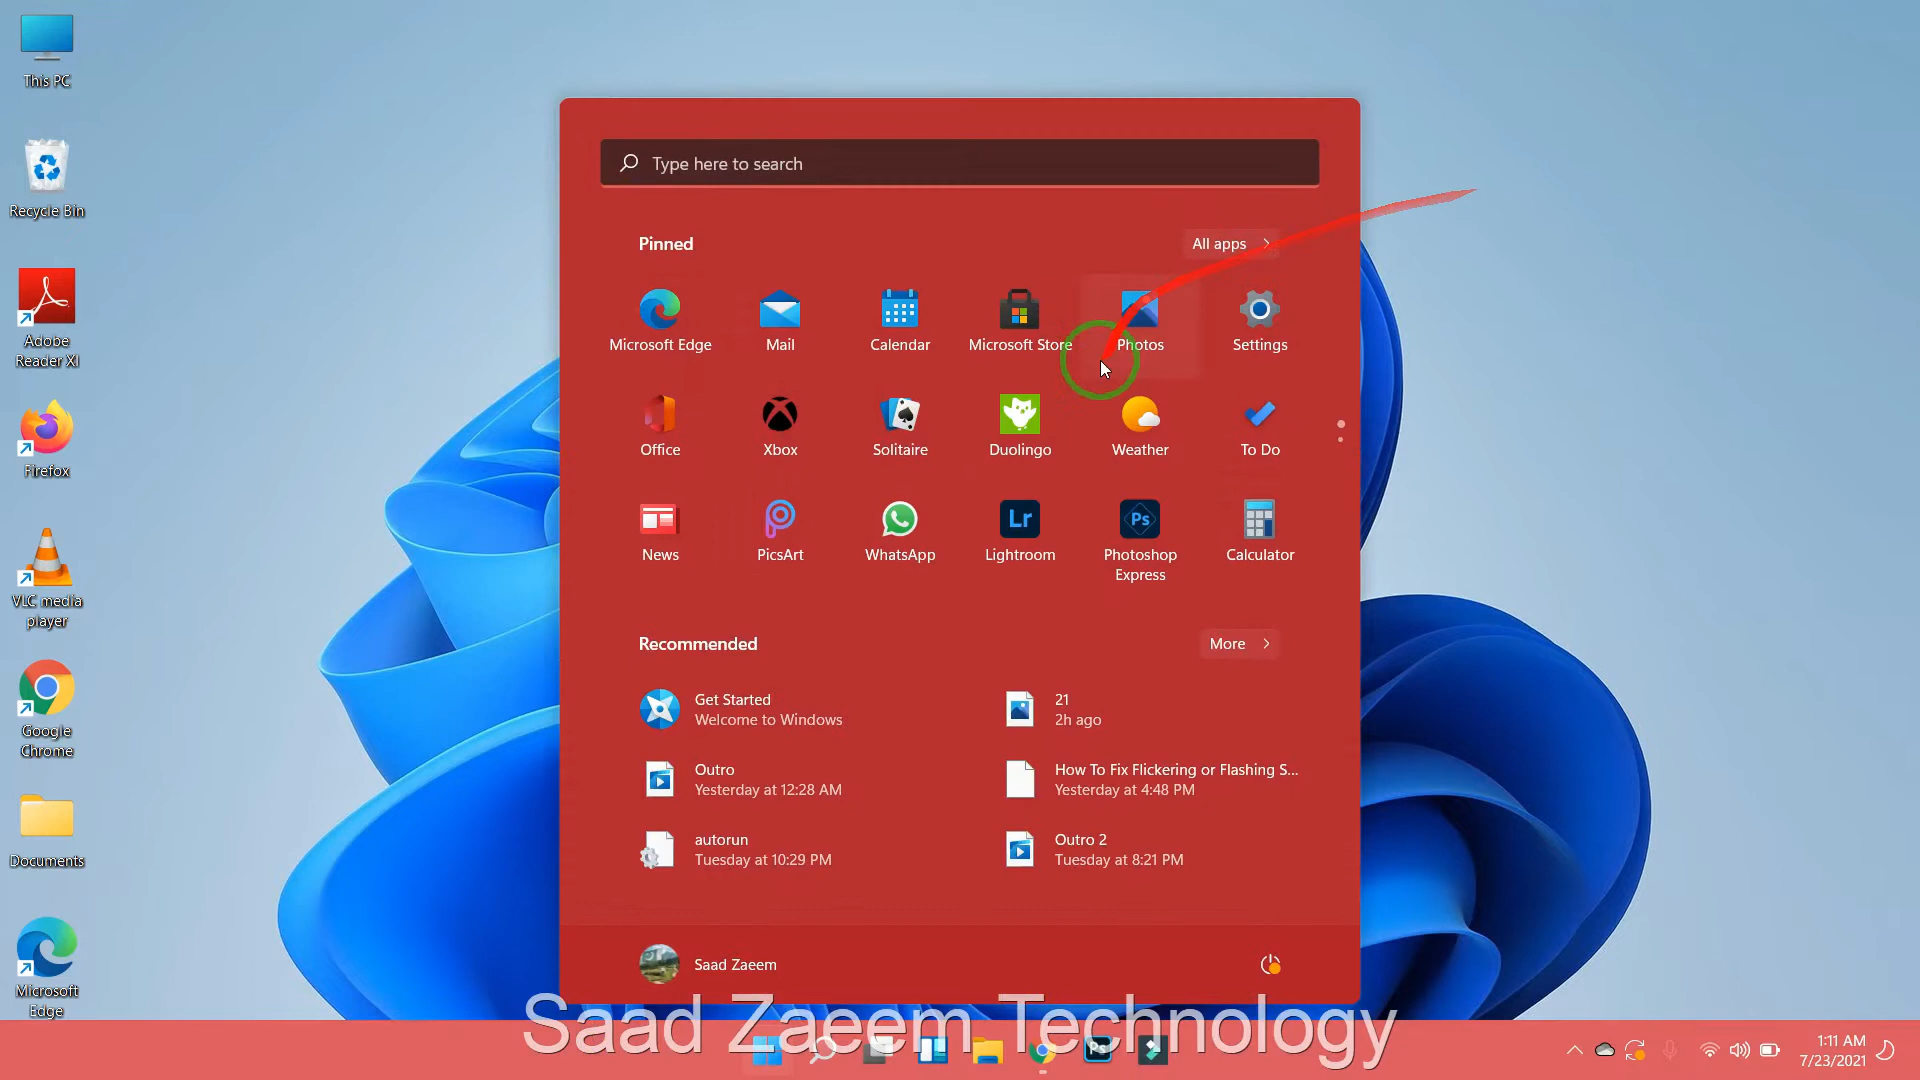 This PC
Recycle Bin
Adobe
Reader XI
Firefox
VLC media
player
Google
Chrome
Documents
Microsoft
Edge
Type here to search
Pinned
All apps
Microsoft Edge
Mail
Calendar
Microsoft Store
Photos
Settings
Office
Xbox
Solitaire
Duolingo
Weather
To Do
News
PicsArt
WhatsApp
Lr
Lightroom
Ps
Photoshop
Express
Calculator
Recommended
More
Get Started
Welcome to Windows
21
2h ago
Outro
Yesterday at 12:28 AM
How To Fix Flickering or Flashing S...
Yesterday at 4:48 PM
autorun
Tuesday at 10:29 PM
Outro 2
Tuesday at 8:21 PM
Saad Zaeem
Saad Zaeem Technology
Ps
1:11 AM
7/23/2021